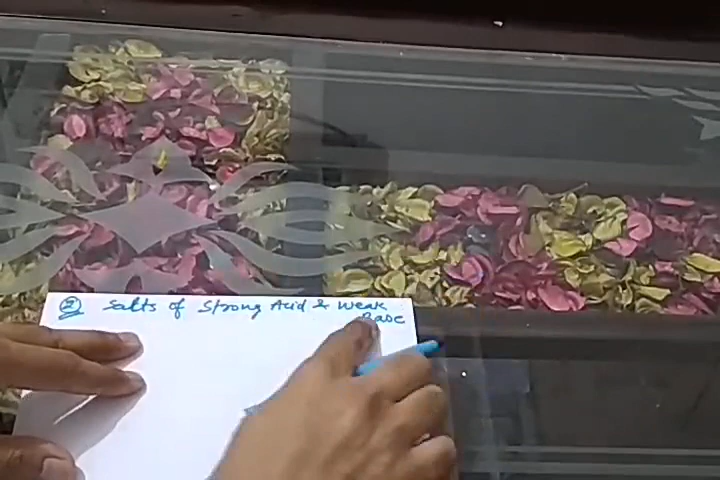 ② Salts of Strong Acid & Weak
Base